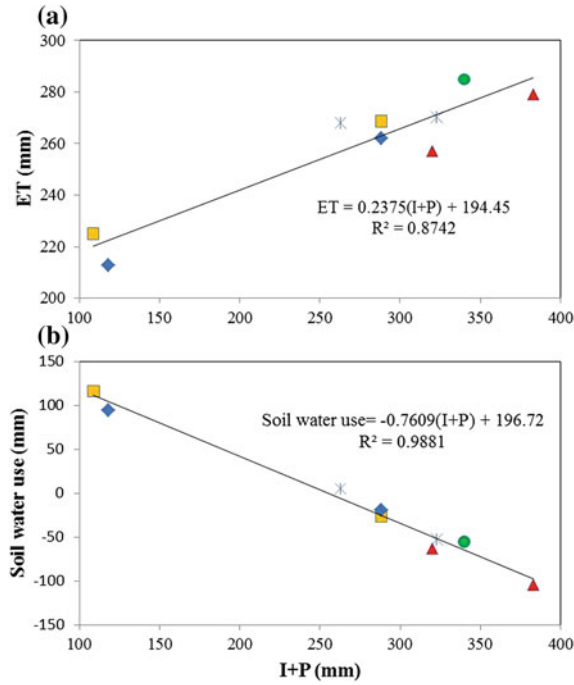 (a)
300
280
260
240
220
200
ET (mm)
ET = 0.2375(I+P) + 194.45
R² = 0.8742
100 150 200 250 300 350 400
(b)
150
100
50
0
-50
-100
-150
Soil water use (mm)
Soil water use= -0.7609(I+P) + 196.72
R² = 0.9881
100 150 200 250 300 350 400
I+P (mm)